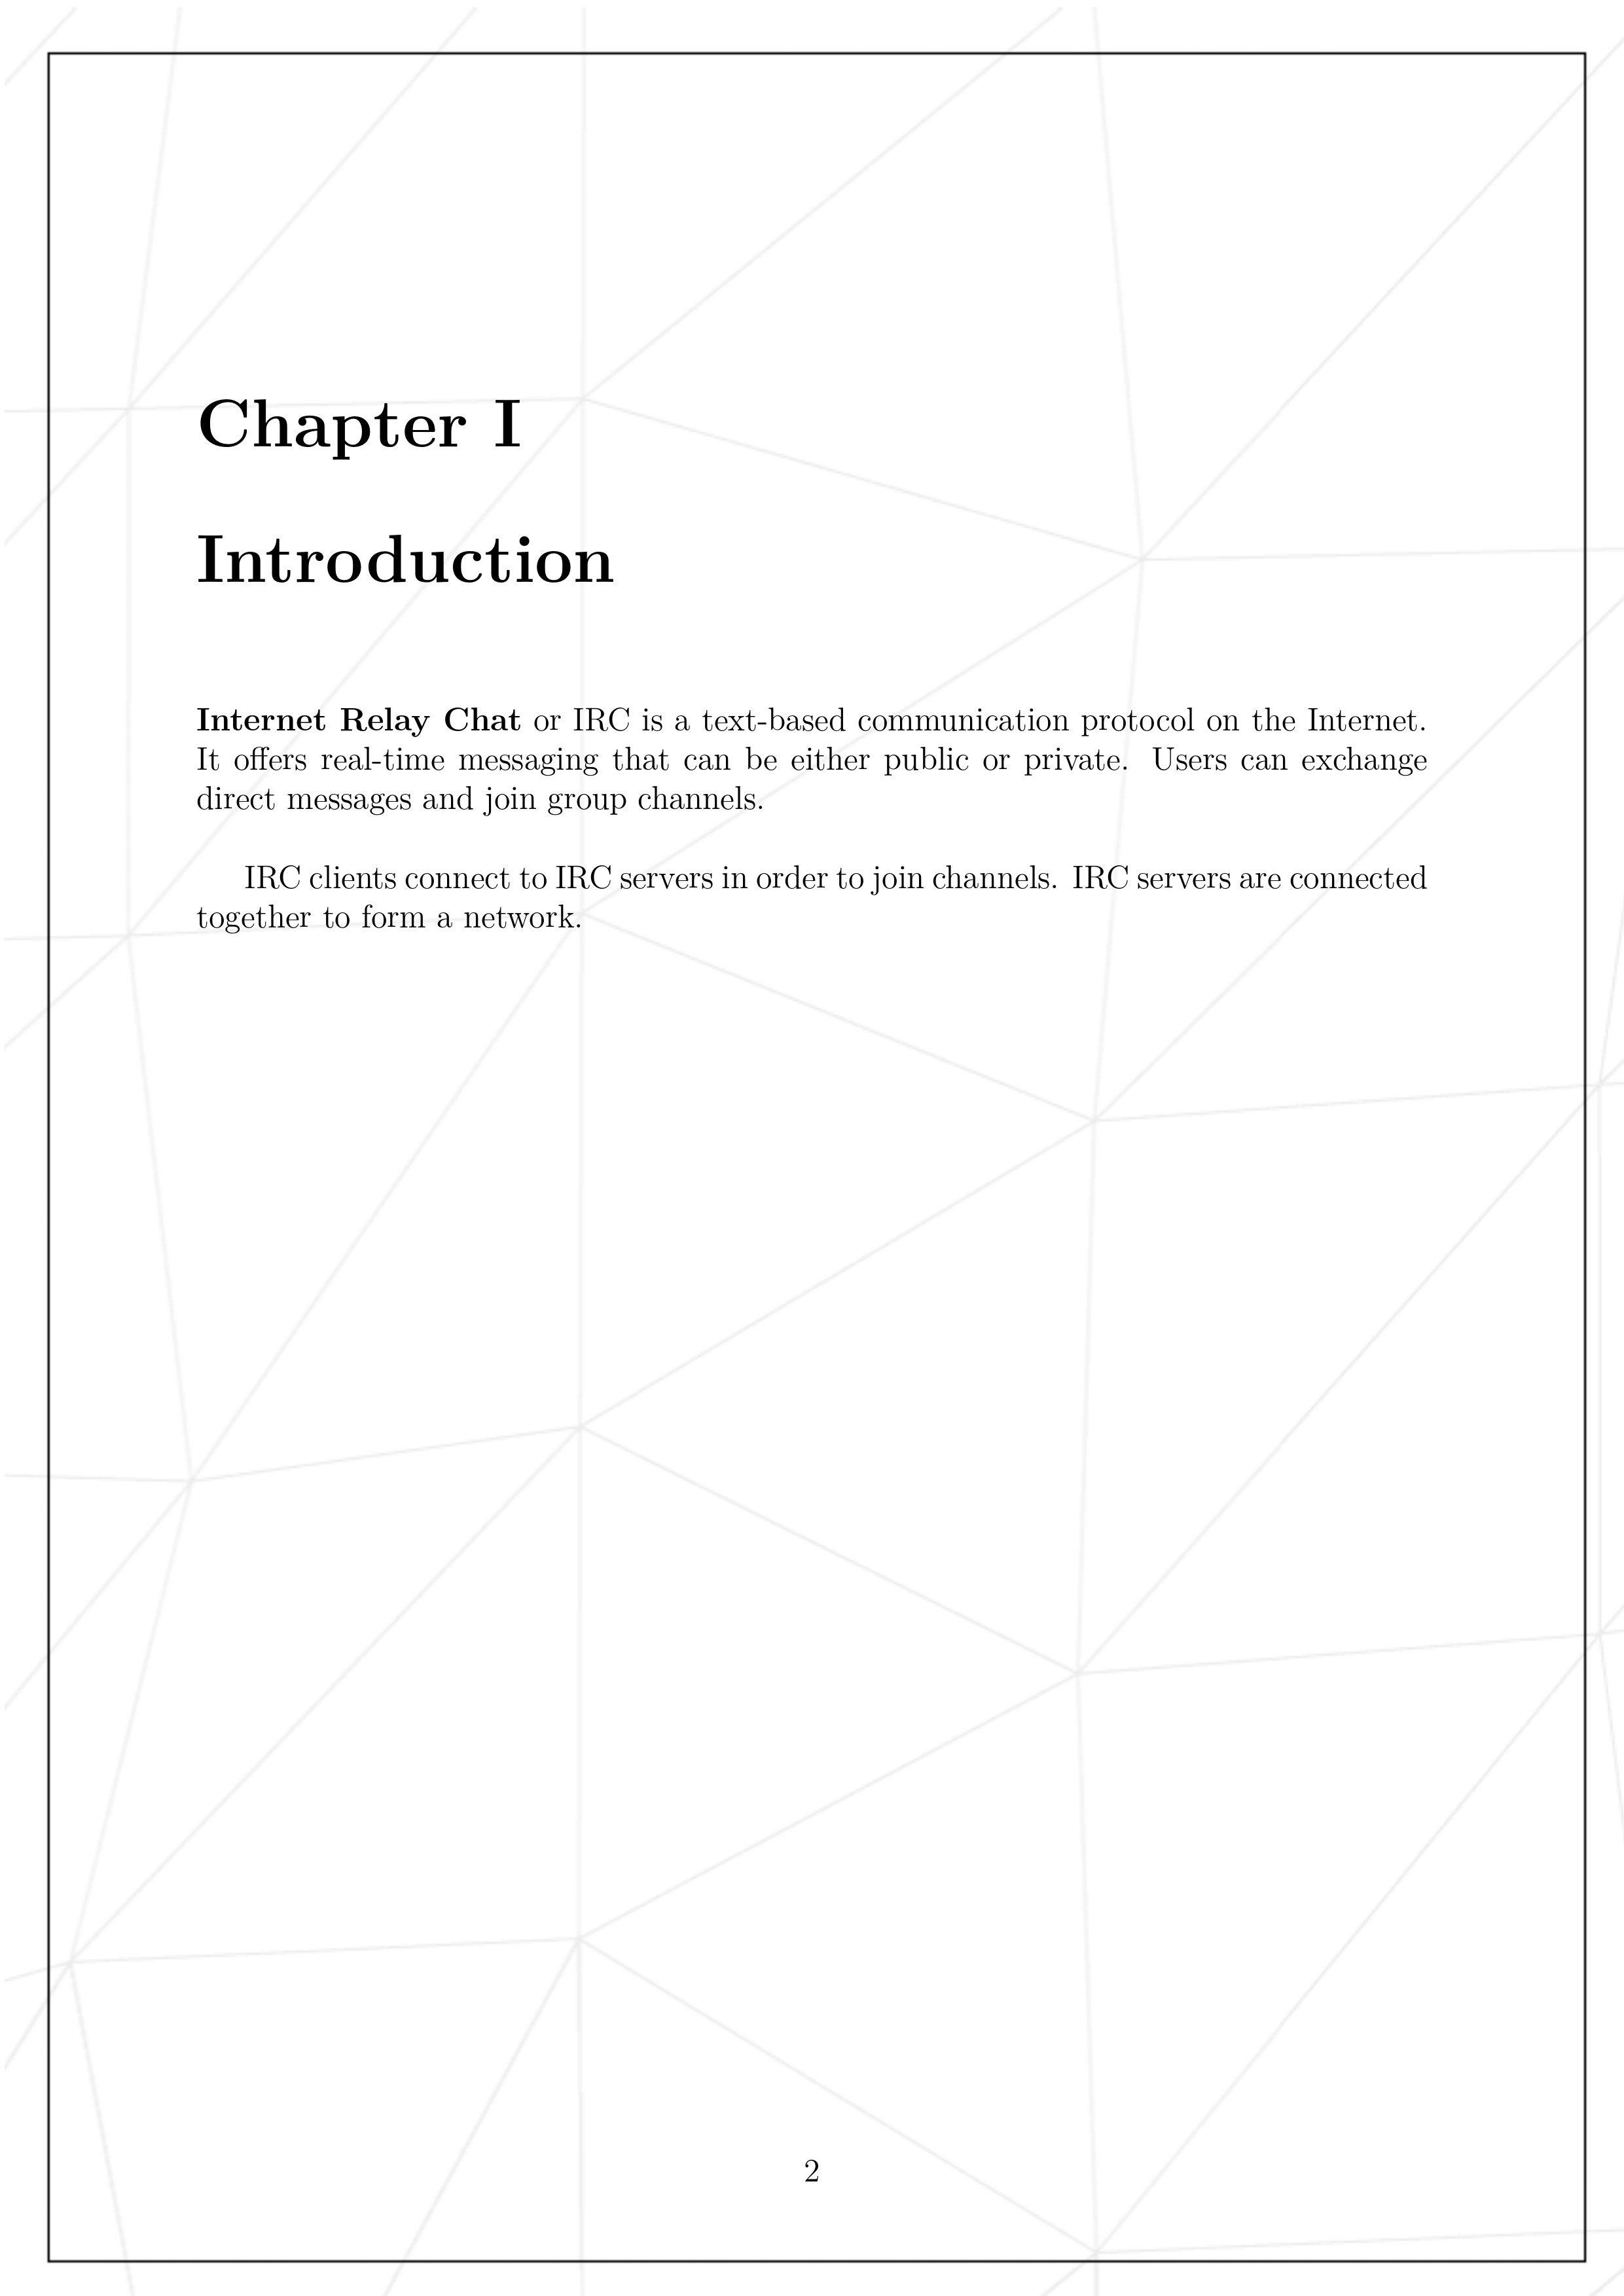 Chapter I
Introduction
Internet Relay Chat or IRC is a text-based communication protocol on the Internet.
It offers real-time messaging that can be either public or private. Users can exchange
direct messages and join group channels.
IRC clients connect to IRC servers in order to join channels. IRC servers are connected
together to form a network.
2